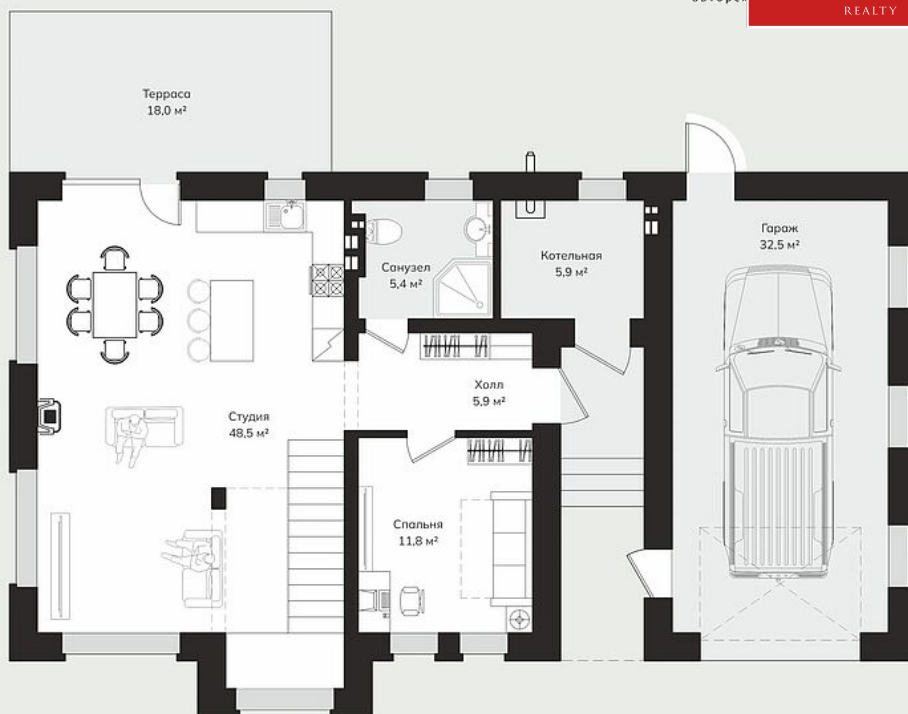 REALTY
Терраса
18,0 м²
Гараж
32.5 м²
Котельная
5.9 м²
Санузел
5.4 м²
Холл
5.9 м²
Студия
48,5 м²
Спальня
11,8 м²